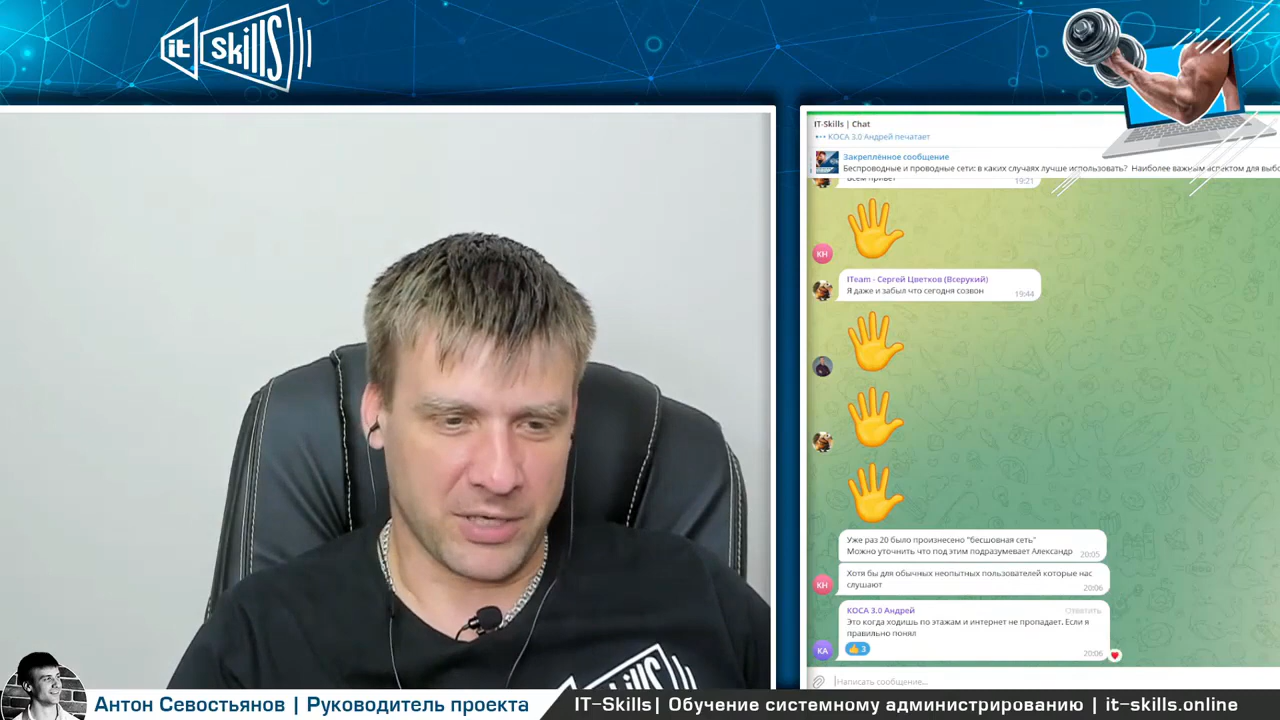 it SkillS
IT-Skills | Chat
КОСА 3.0 Андрей печатает
Закреплённое сообщение
Беспроводные и проводные сети: в каких случаях лучше использовать? Наиболее важным аспектом для выбо
Всем привет
19:21
КН
ITeam - Сергей Цветков (Всерукий)
Я даже и забыл что сегодня созвон
19:44
Уже раз 20 было произнесено "бесшовная сеть"
Можно уточнить что под этим подразумевает Александр
20:05
Хотя бы для обычных неопытных пользователей которые нас
слушают
20:06
КН
КОСА 3.0 Андрей
Ответить
Это когда ходишь по этажам и интернет не пропадает. Если я
правильно понял
3
20:06
КА
Написать сообщение...
SkillS
Антон Севостьянов | Руководитель проекта
IT-Skills| Обучение системному администрированию | it-skills.online